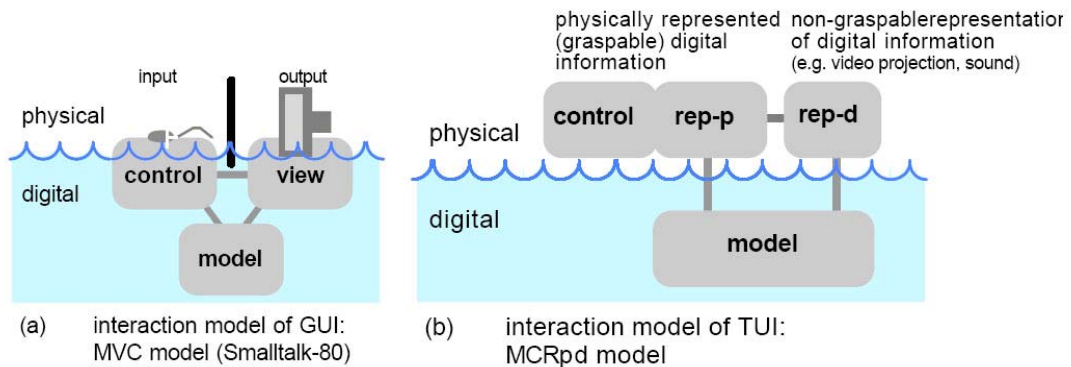 input
output
physical
digital
control
view
model
(a) interaction model of GUI:
MVC model (Smalltalk-80)
physically represented
(graspable) digital
information
non-graspablerepresentation
of digital information
(e.g. video projection, sound)
physical
control
rep-p
rep-d
digital
model
(b) interaction model of TUI:
MCRpd model